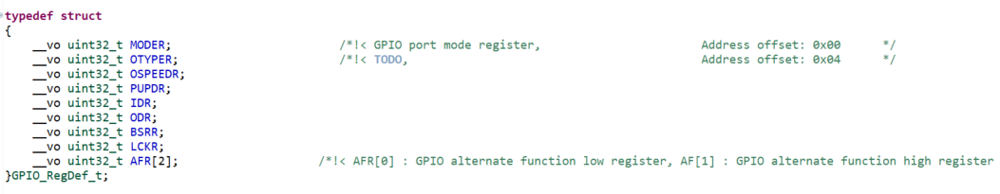 typedef struct
{
    __vo uint32_t MODER;                        /*!< GPIO port mode register,                       Address offset: 0x00      */
    __vo uint32_t OTYPER;                       /*!< TODO,                                          Address offset: 0x04      */
    __vo uint32_t OSPEEDR;
    __vo uint32_t PUPDR;
    __vo uint32_t IDR;
    __vo uint32_t ODR;
    __vo uint32_t BSRR;
    __vo uint32_t LCKR;
    __vo uint32_t AFR[2];                    /*!< AFR[0] : GPIO alternate function low register, AF[1] : GPIO alternate function high register
}GPIO_RegDef_t;